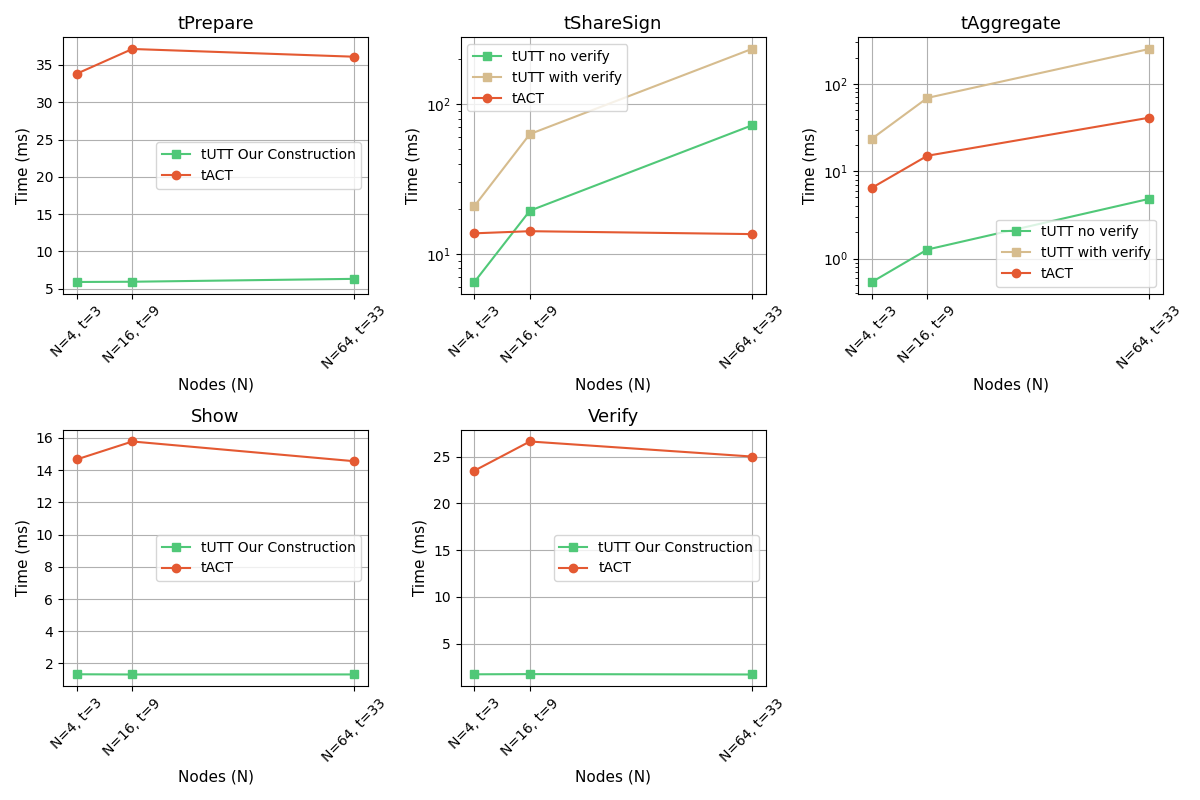 tPrepare
35
30
25
20
15
10
5
Time (ms)
tUTT Our Construction
tACT
N=4, t=3
N=16, t=9
N=64, t=33
Nodes (N)
tShareSign
10²
10¹
Time (ms)
tUTT no verify
tUTT with verify
tACT
N=4, t=3
N=16, t=9
N=64, t=33
Nodes (N)
tAggregate
10²
10¹
10⁰
Time (ms)
tUTT no verify
tUTT with verify
tACT
N=4, t=3
N=16, t=9
N=64, t=33
Nodes (N)
Show
16
14
12
10
8
6
4
2
Time (ms)
tUTT Our Construction
tACT
N=4, t=3
N=16, t=9
N=64, t=33
Nodes (N)
Verify
25
20
15
10
5
Time (ms)
tUTT Our Construction
tACT
N=4, t=3
N=16, t=9
N=64, t=33
Nodes (N)